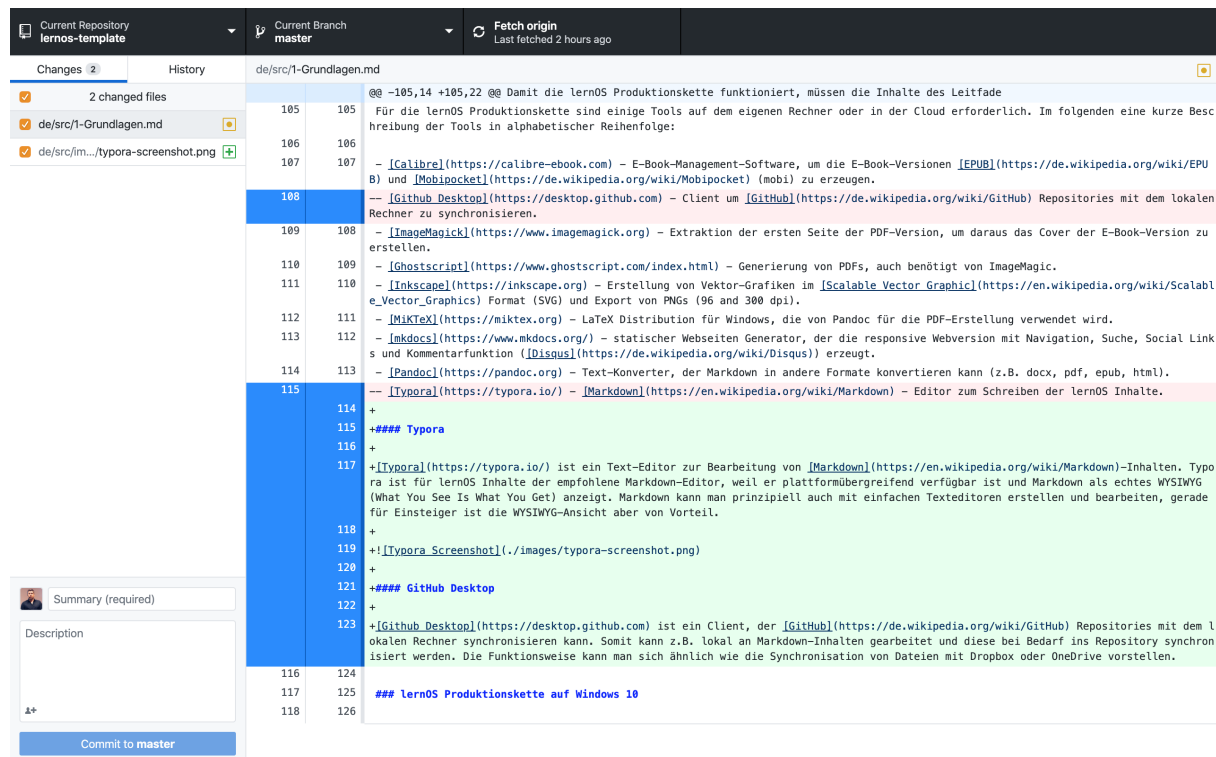 Current Repository
lernos-template
Current Branch
master
Fetch origin
Last fetched 2 hours ago
Changes 2 History
2 changed files
de/src/1-Grundlagen.md
de/src/im.../typora-screenshot.png
Summary (required)
Description
Commit to master
de/src/1-Grundlagen.md
@@ -105,14 +105,22 @@ Damit die lernOS Produktionskette funktioniert, müssen die Inhalte des Leitfade
105 105 Für die lernOS Produktionskette sind einige Tools auf dem eigenen Rechner oder in der Cloud erforderlich. Im folgenden eine kurze Besc
hreibung der Tools in alphabetischer Reihenfolge:
106 106
107 107 - [Calibre](https://calibre-ebook.com) - E-Book-Management-Software, um die E-Book-Versionen [EPUB](https://de.wikipedia.org/wiki/EPU
B) und [Mobipocket](https://de.wikipedia.org/wiki/Mobipocket) (mobi) zu erzeugen.
108 -- [Github Desktop](https://desktop.github.com) - Client um [GitHub](https://de.wikipedia.org/wiki/GitHub) Repositories mit dem lokalen
Rechner zu synchronisieren.
109 108 - [ImageMagick](https://www.imagemagick.org) - Extraktion der ersten Seite der PDF-Version, um daraus das Cover der E-Book-Version zu
erstellen.
110 109 - [Ghostscript](https://www.ghostscript.com/index.html) - Generierung von PDFs, auch benötigt von ImageMagic.
111 110 - [Inkscape](https://inkscape.org) - Erstellung von Vektor-Grafiken im [Scalable Vector Graphic](https://en.wikipedia.org/wiki/Scalabl
e_Vector_Graphics) Format (SVG) und Export von PNGs (96 and 300 dpi).
112 111 - [MiKTeX](https://miktex.org) - LaTeX Distribution für Windows, die von Pandoc für die PDF-Erstellung verwendet wird.
113 112 - [mkdocs](https://www.mkdocs.org/) - statischer Webseiten Generator, der die responsive Webversion mit Navigation, Suche, Social Link
s und Kommentarfunktion ([Disqus](https://de.wikipedia.org/wiki/Disqus)) erzeugt.
114 113 - [Pandoc](https://pandoc.org) - Text-Konverter, der Markdown in andere Formate konvertieren kann (z.B. docx, pdf, epub, html).
115 -- [Typora](https://typora.io/) - [Markdown](https://en.wikipedia.org/wiki/Markdown) - Editor zum Schreiben der lernOS Inhalte.
114 +
115 +#### Typora
116 +
117 +[Typora](https://typora.io/) ist ein Text-Editor zur Bearbeitung von [Markdown](https://en.wikipedia.org/wiki/Markdown)-Inhalten. Typo
ra ist für lernOS Inhalte der empfohlene Markdown-Editor, weil er plattformübergreifend verfügbar ist und Markdown als echtes WYSIWYG
(What You See Is What You Get) anzeigt. Markdown kann man prinzipiell auch mit einfachen Texteditoren erstellen und bearbeiten, gerade
für Einsteiger ist die WYSIWYG-Ansicht aber von Vorteil.
118 +
119 +![Typora Screenshot](./images/typora-screenshot.png)
120 +
121 +#### GitHub Desktop
122 +
123 +[Github Desktop](https://desktop.github.com) ist ein Client, der [GitHub](https://de.wikipedia.org/wiki/GitHub) Repositories mit dem l
okalen Rechner synchronisieren kann. Somit kann z.B. lokal an Markdown-Inhalten gearbeitet und diese bei Bedarf ins Repository synchron
isiert werden. Die Funktionsweise kann man sich ähnlich wie die Synchronisation von Dateien mit Dropbox oder OneDrive vorstellen.
116 124
117 125 ### lernOS Produktionskette auf Windows 10
118 126